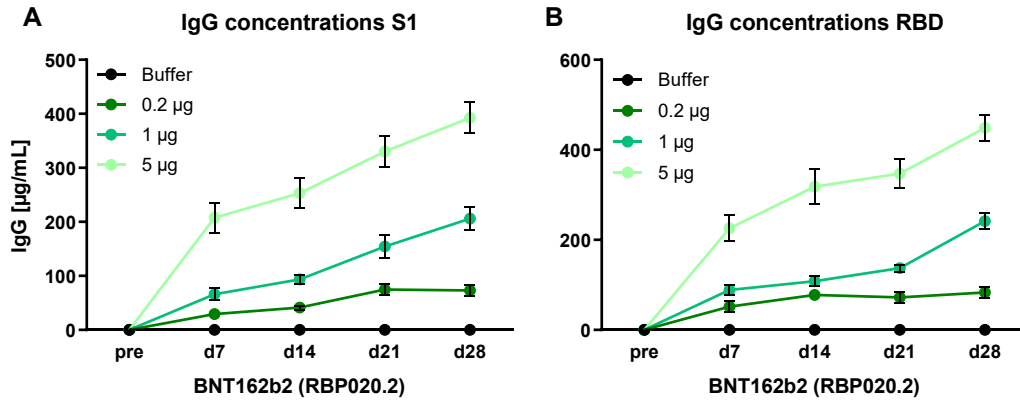 A
IgG concentrations S1
IgG [µg/mL]
500
400
300
200
100
0
Buffer
0.2 µg
1 µg
5 µg
pre d7 d14 d21 d28
BNT162b2 (RBP020.2)
B
IgG concentrations RBD
600
400
200
0
Buffer
0.2 µg
1 µg
5 µg
pre d7 d14 d21 d28
BNT162b2 (RBP020.2)